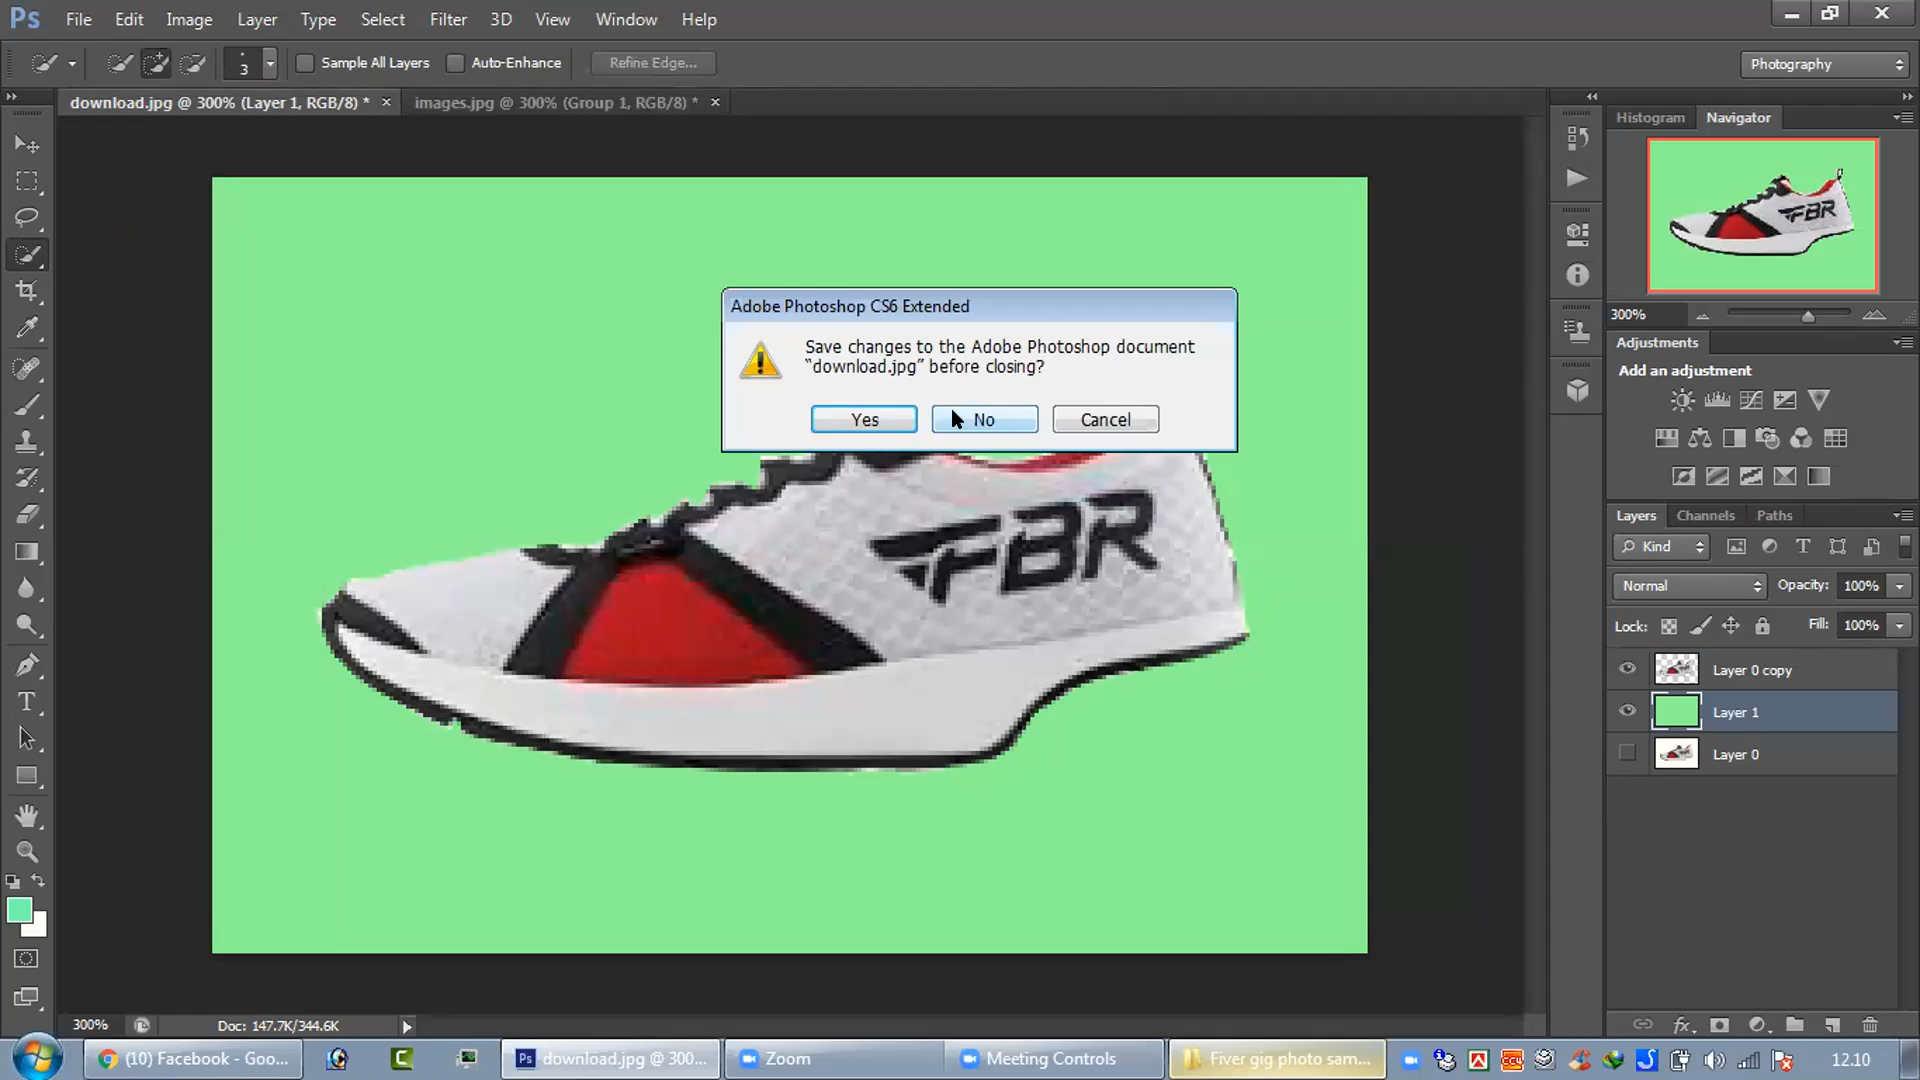 Ps File Edit Image Layer Type Select Filter 3D View Window Help
3 Sample All Layers Auto-Enhance Refine Edge... Photography
download.jpg @ 300% (Layer 1, RGB/8) * × images.jpg @ 300% (Group 1, RGB/8) * ×
Histogram Navigator
300%
Adjustments
Add an adjustment
Layers Channels Paths
Kind
Normal Opacity: 100%
Lock: Fill: 100%
Layer 0 copy
Layer 1
Layer 0
Adobe Photoshop CS6 Extended
Save changes to the Adobe Photoshop document
“download.jpg” before closing?
Yes No Cancel
FBR
FBR
300% Doc: 147.7K/344.6K
(10) Facebook - Goo... Ps download.jpg @ 300... Zoom Meeting Controls Fiver gig photo sam... 12.10